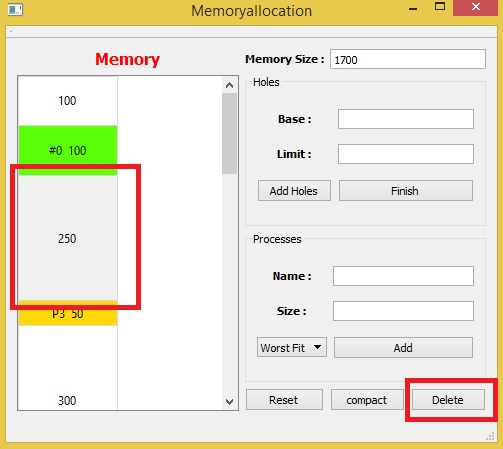 Memoryallocation
Memory
100
#0 100
250
P3 50
300
Memory Size : 1700
Holes
Base :
Limit :
Add Holes Finish
Processes
Name :
Size :
Worst Fit Add
Reset compact Delete